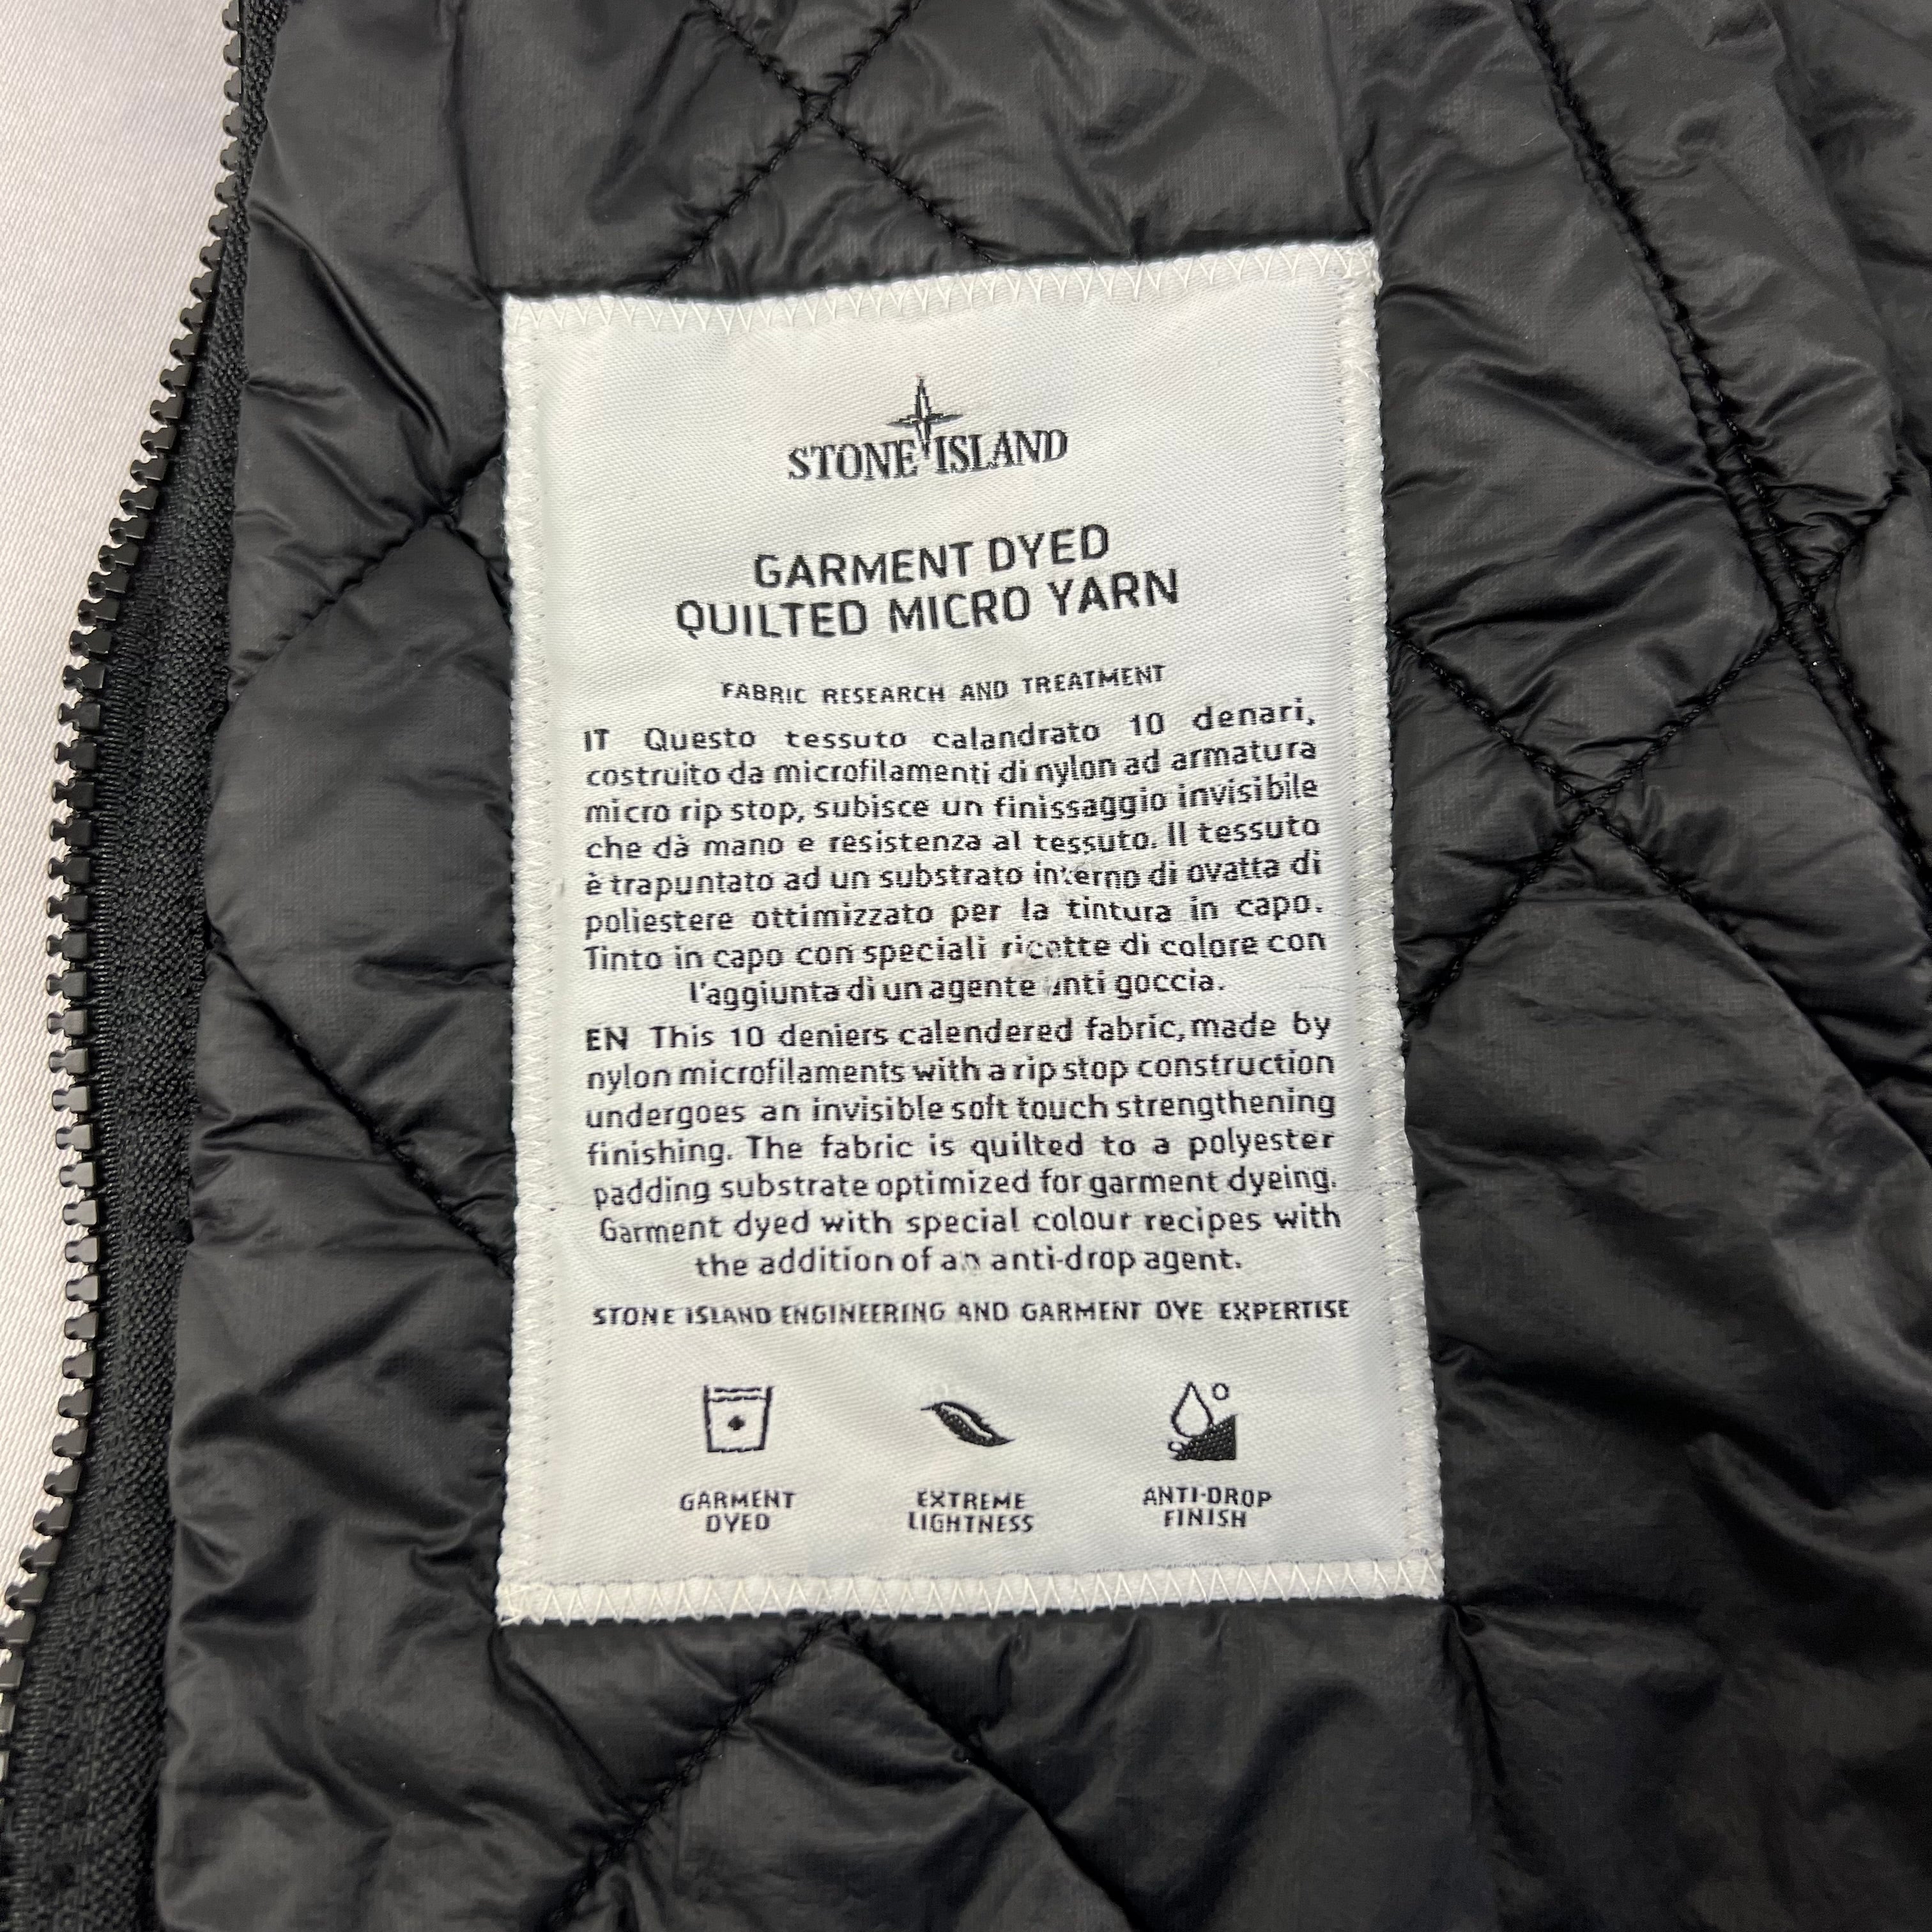 STONE ISLAND
GARMENT DYED
QUILTED MICRO YARN
FABRIC RESEARCH AND TREATMENT
IT Questo tessuto calandrato 10 denari,
costruito da microfilamenti di nylon ad armatura
micro rip stop, subisce un finissaggio invisibile
che dà mano e resistenza al tessuto. Il tessuto
è trapuntato ad un substrato interno di ovatta di
poliestere ottimizzato per la tintura in capo.
Tinto in capo con speciali ricette di colore con
l'aggiunta di un agente anti goccia.
EN This 10 deniers calendered fabric, made by
nylon microfilaments with a rip stop construction
undergoes an invisible soft touch strengthening
finishing. The fabric is quilted to a polyester
padding substrate optimized for garment dyeing.
Garment dyed with special colour recipes with
the addition of an anti-drop agent.
STONE ISLAND ENGINEERING AND GARMENT DYE EXPERTISE
GARMENT DYED
EXTREME LIGHTNESS
ANTI-DROP FINISH